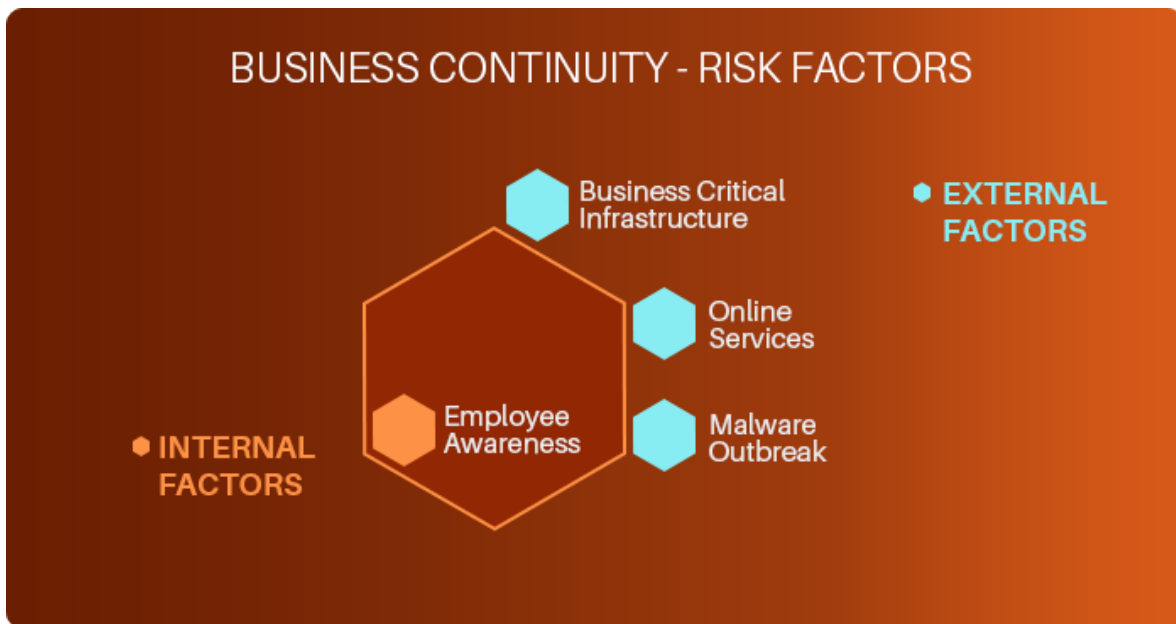 BUSINESS CONTINUITY - RISK FACTORS
Business Critical
Infrastructure
EXTERNAL
FACTORS
Online
Services
Employee
Awareness
Malware
Outbreak
INTERNAL
FACTORS